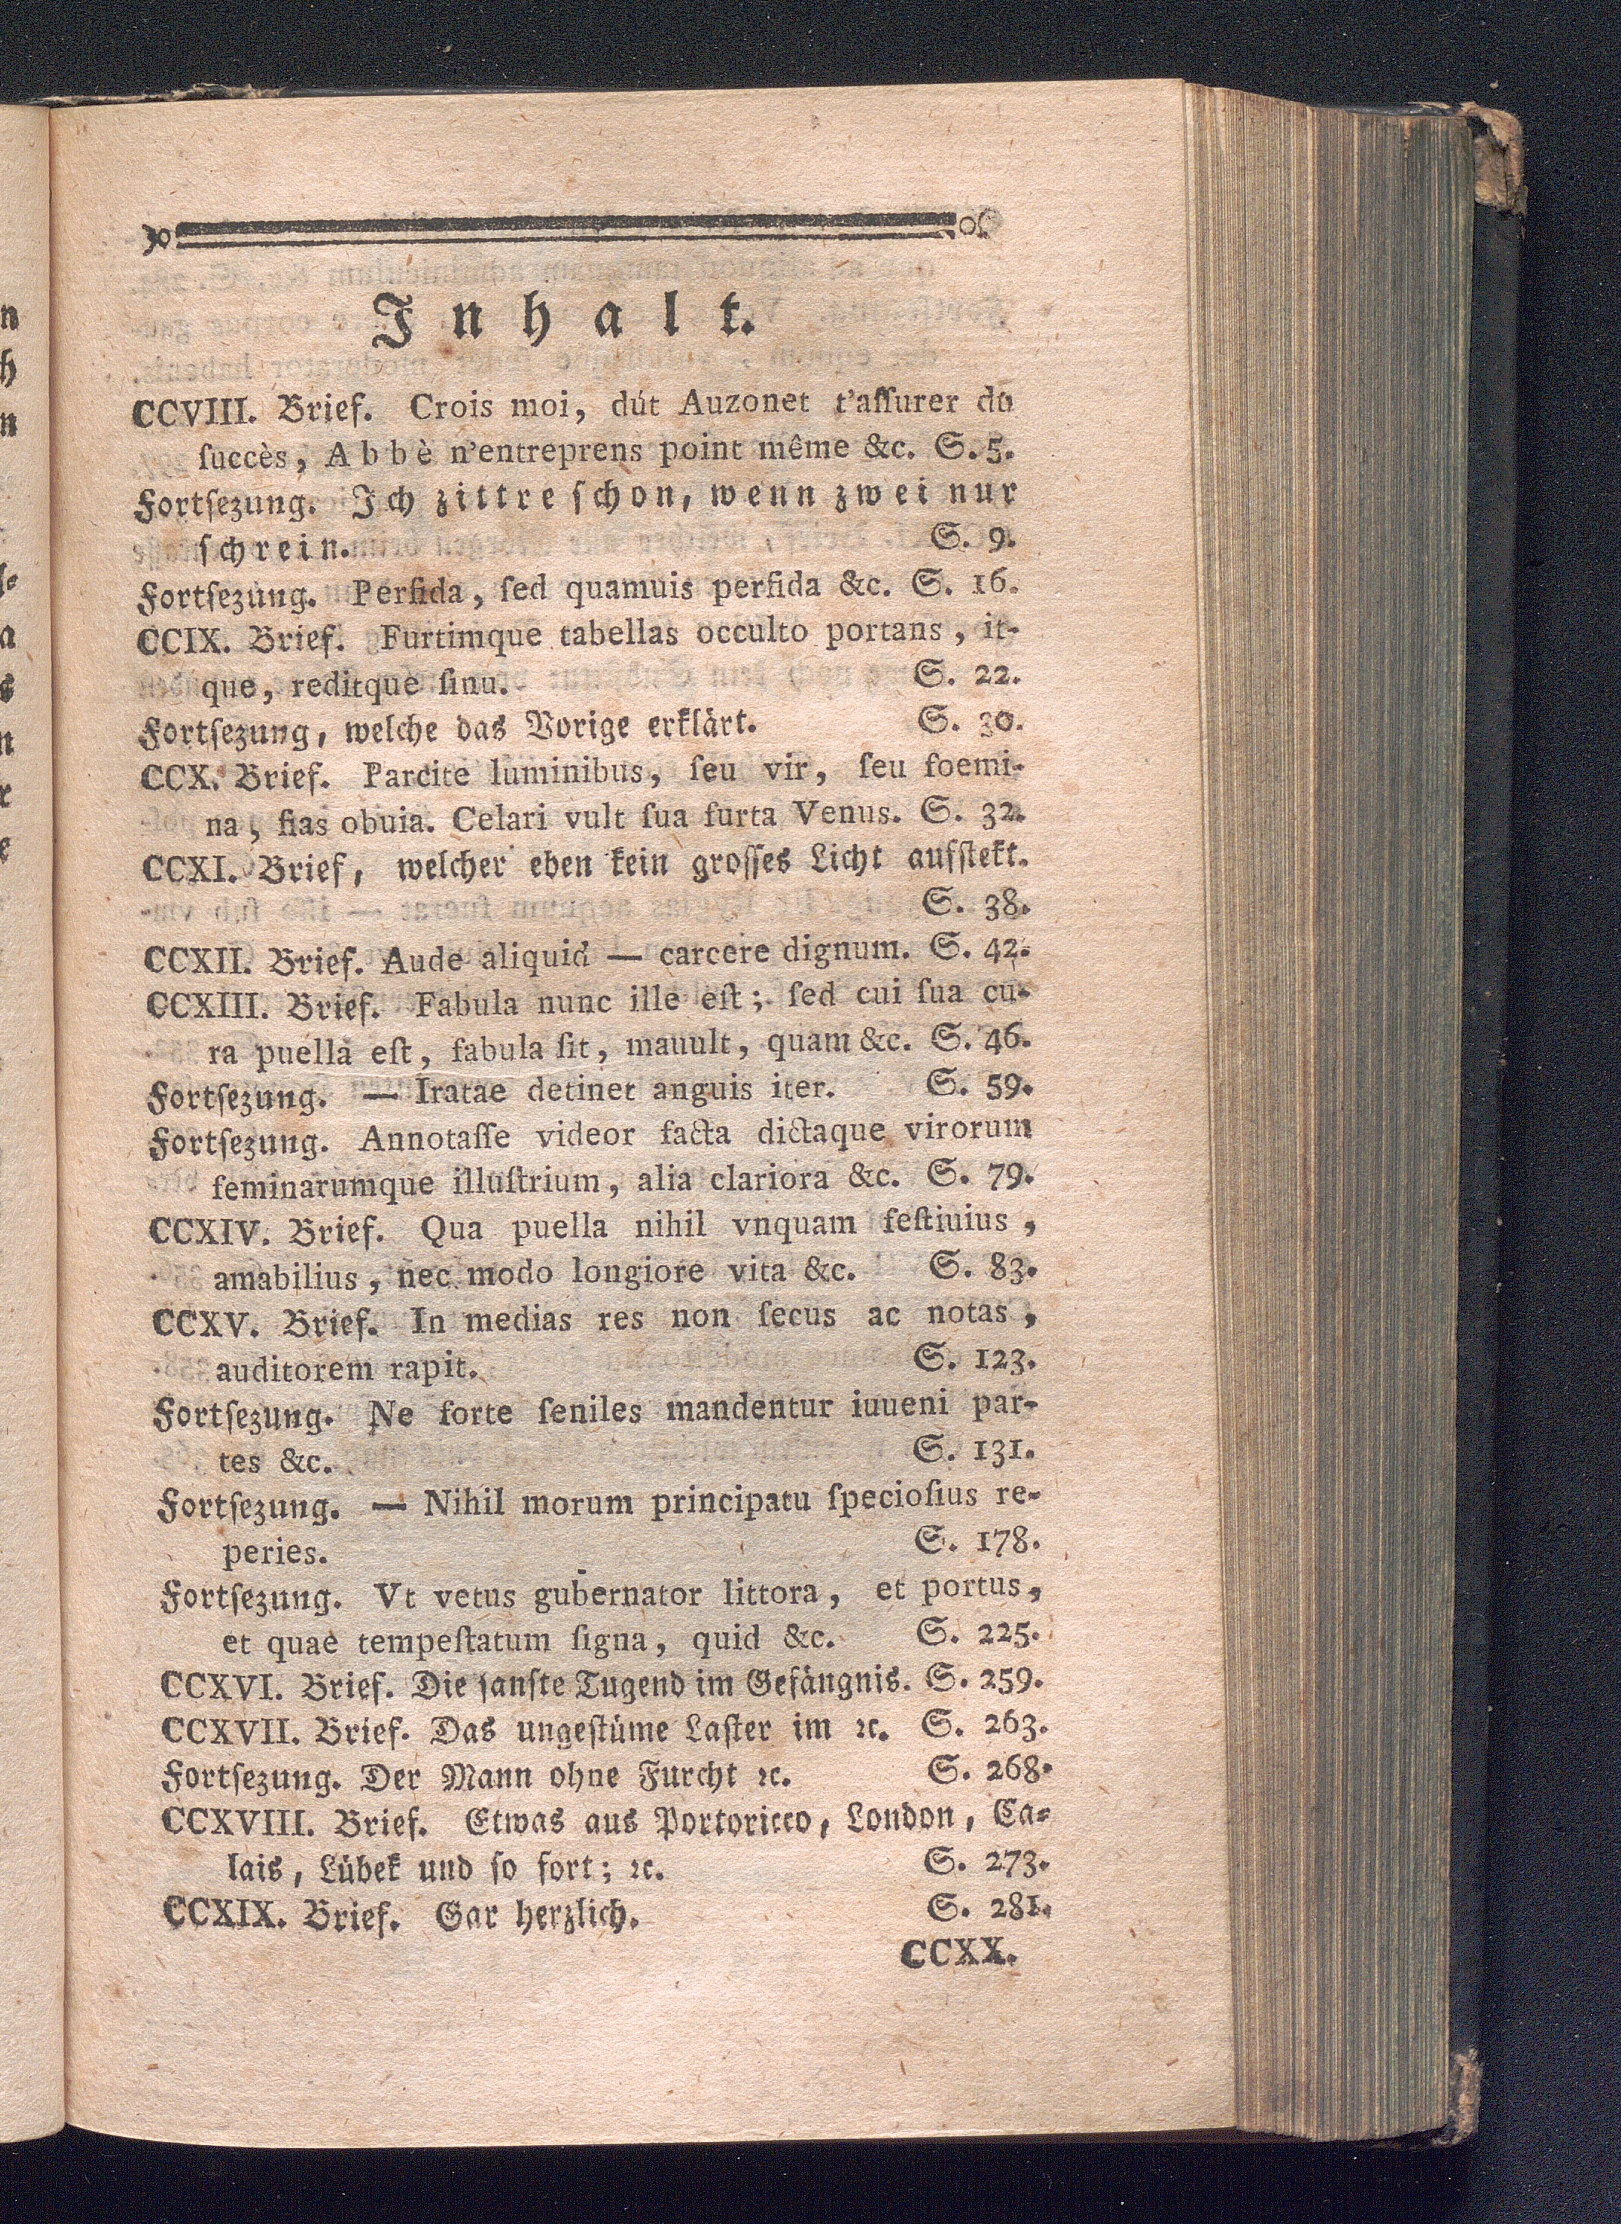 Inhalt.
CCVIII. Brief. Crois moi, dút Auzonet t'aſſurer du
ſuccès, Abbè n'entreprens point même &c. S. 5.
Fortſezung. Ich zittre ſchon, wenn zwei nur
ſchrein. S. 9.
Fortſezung. Perfida, ſed quamuis perfida &c. S. 16.
CCIX. Brief. Furtimque tabellas occulto portans, it-
que, reditque ſinu. S. 22.
Fortſezung, welche das Vorige erklärt. S. 30.
CCX. Brief. Parcite luminibus, ſeu vir, ſeu foemi-
na, fias obuia. Celari vult ſua furta Venus. S. 32.
CCXI. Brief, welcher eben kein groſſes Licht aufſtekt.
S. 38.
CCXII. Brief. Aude aliquid — carcere dignum. S. 42.
CCXIII. Brief. Fabula nunc ille eſt; ſed cui ſua cu-
ra puella eſt, fabula ſit, mauult, quam &c. S. 46.
Fortſezung. — Iratae detinet anguis iter. S. 59.
Fortſezung. Annotaſſe videor facta dictaque virorum
feminarumque illuſtrium, alia clariora &c. S. 79.
CCXIV. Brief. Qua puella nihil vnquam feſtiuius,
amabilius, nec modo longiore vita &c. S. 83.
CCXV. Brief. In medias res non ſecus ac notas,
auditorem rapit. S. 123.
Fortſezung. Ne forte ſeniles mandentur iuueni par-
tes &c. S. 131.
Fortſezung. — Nihil morum principatu ſpecioſius re-
peries. S. 178.
Fortſezung. Vt vetus gubernator littora, et portus,
et quae tempeſtatum ſigna, quid &c. S. 225.
CCXVI. Brief. Die ſanfte Tugend im Gefängnis. S. 259.
CCXVII. Brief. Das ungeſtüme Laſter im ꝛc. S. 263.
Fortſezung. Der Mann ohne Furcht ꝛc. S. 268.
CCXVIII. Brief. Etwas aus Portoricco, London, Ca-
lais, Lübek und ſo fort; ꝛc. S. 273.
CCXIX. Brief. Gar herzlich. S. 281.
CCXX.